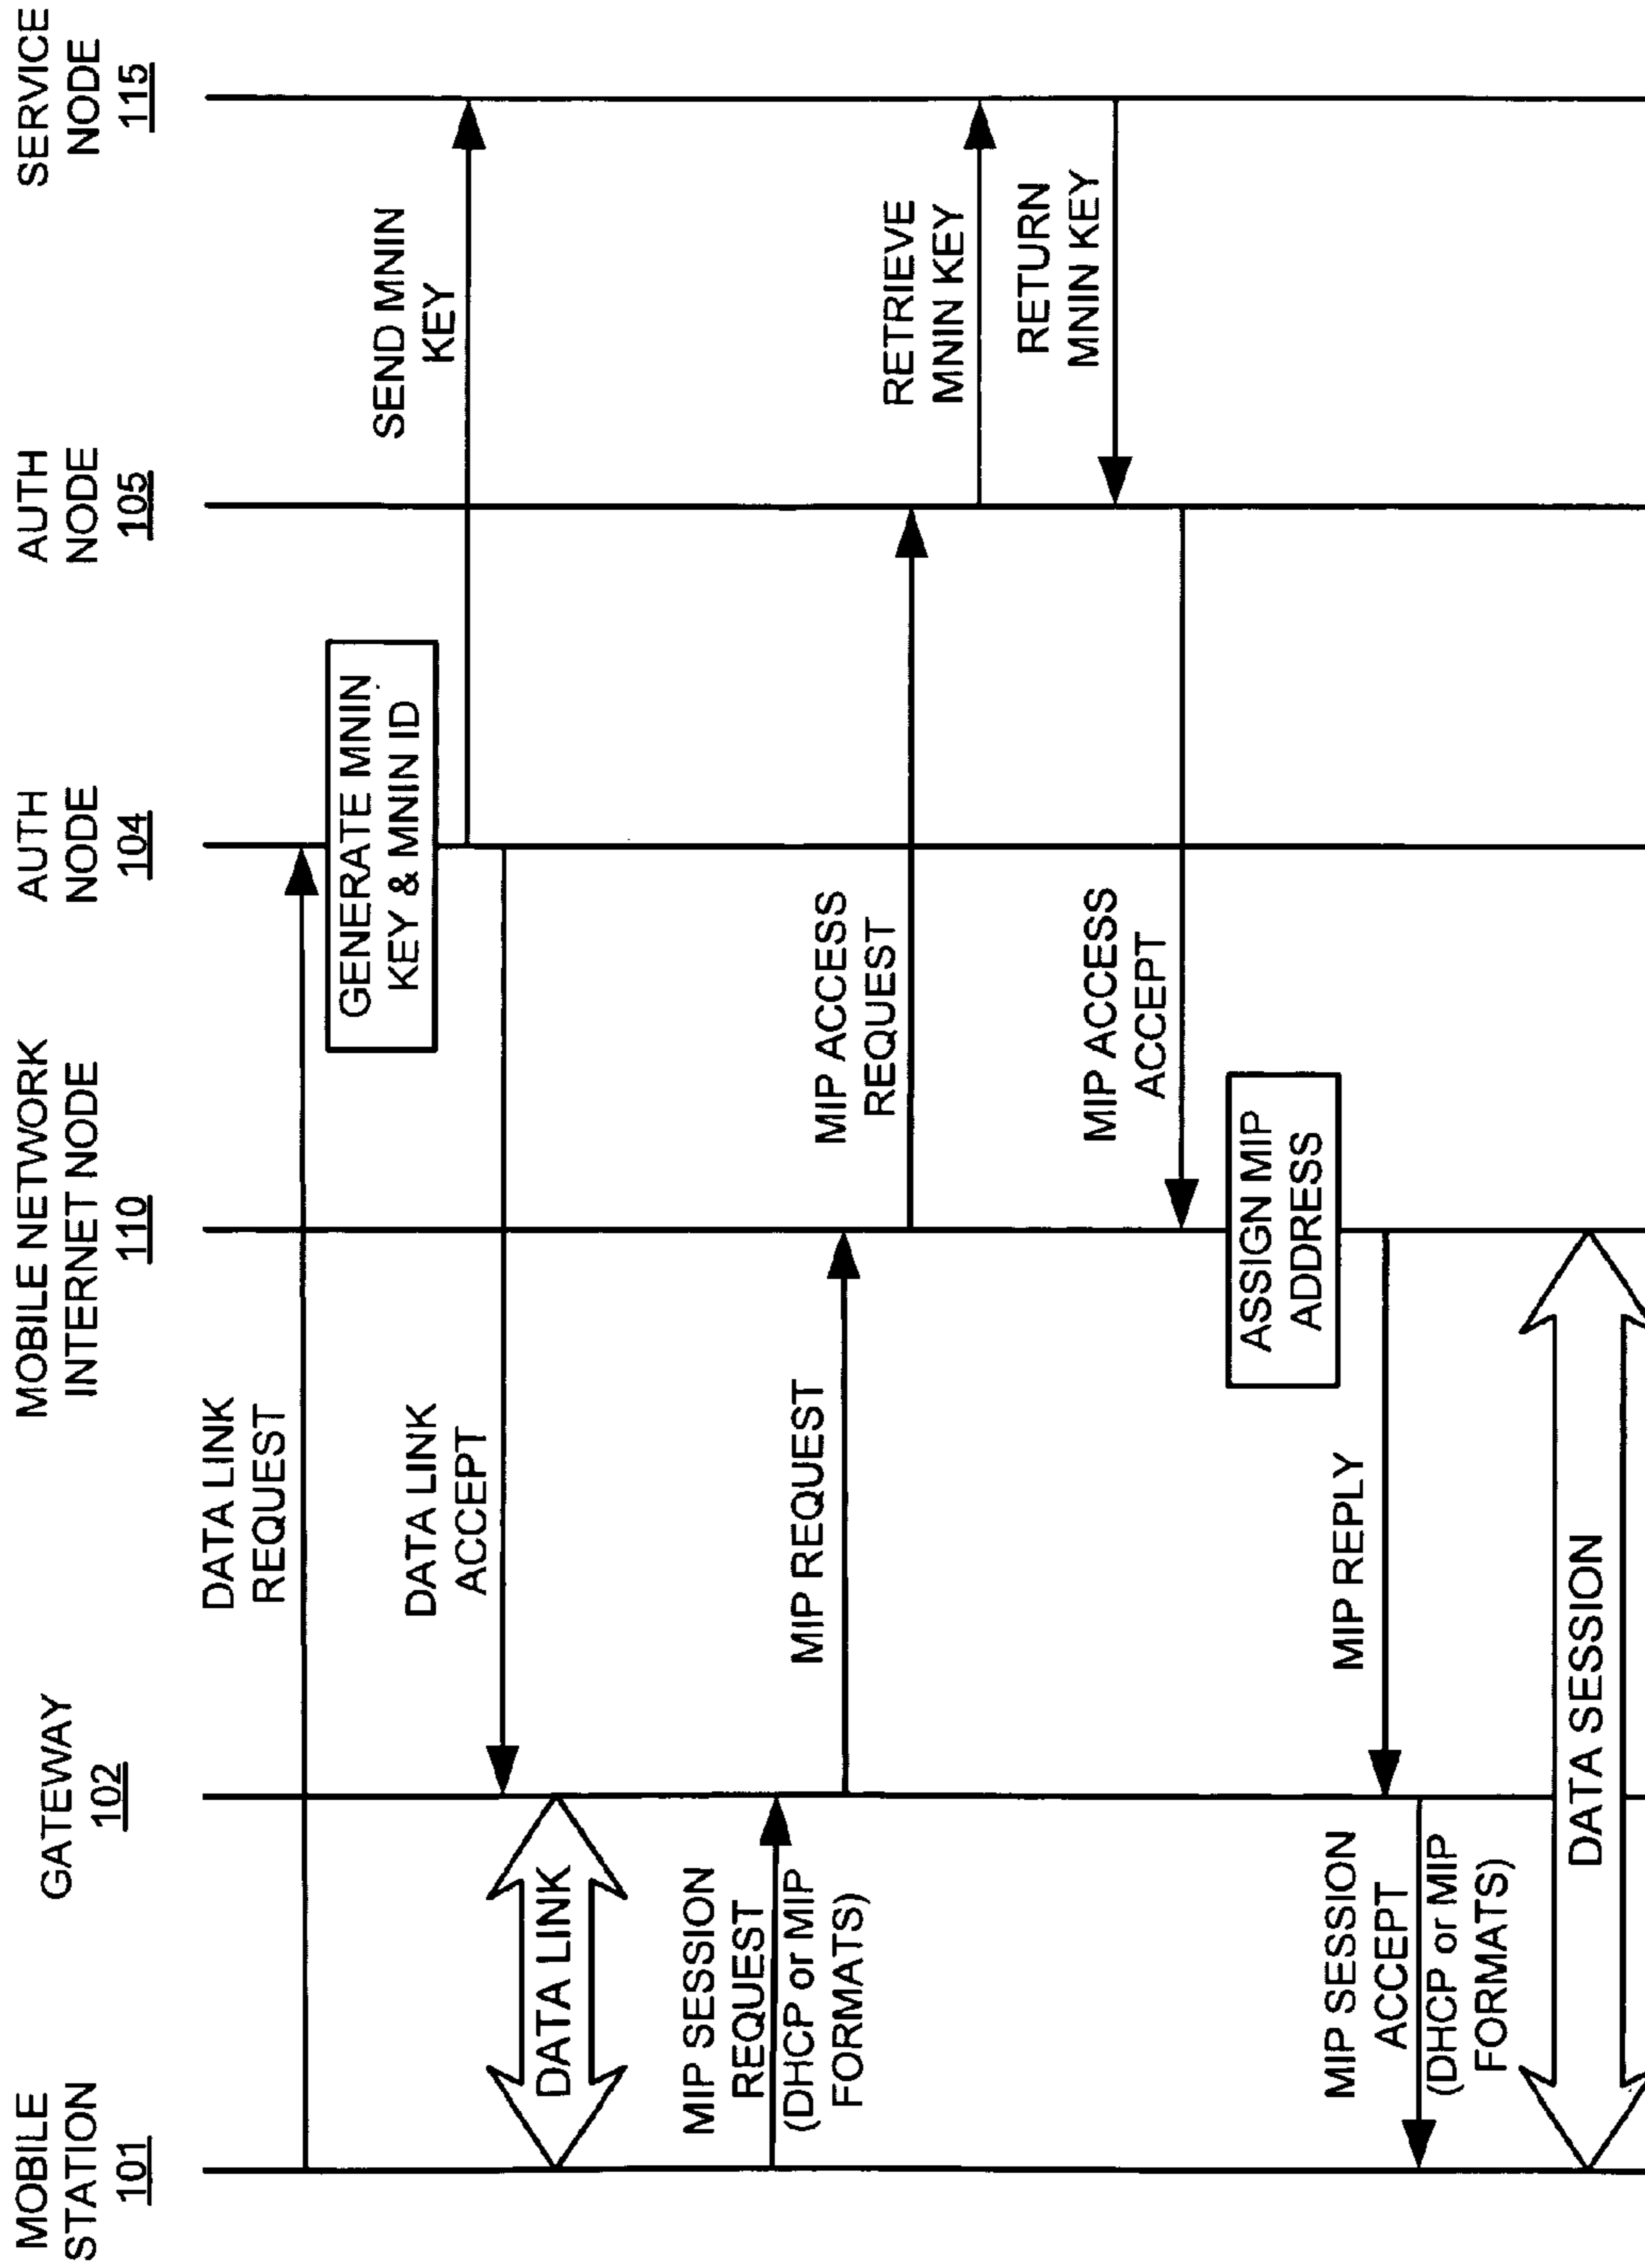 MOBILE
STATION
101
GATEWAY
102
MOBILE NETWORK
INTERNET NODE
110
AUTH
NODE
104
AUTH
NODE
105
SERVICE
NODE
115
DATA LINK
REQUEST
GENERATE MNIN
KEY & MNIN ID
SEND MNIN
KEY
DATA LINK
ACCEPT
DATA LINK
MIP SESSION
REQUEST
(DHCP or MIP
FORMATS)
MIP REQUEST
MIP ACCESS
REQUEST
RETRIEVE
MNIN KEY
RETURN
MNIN KEY
MIP ACCESS
ACCEPT
ASSIGN MIP
ADDRESS
MIP REPLY
MIP SESSION
ACCEPT
(DHCP or MIP
FORMATS)
DATA SESSION